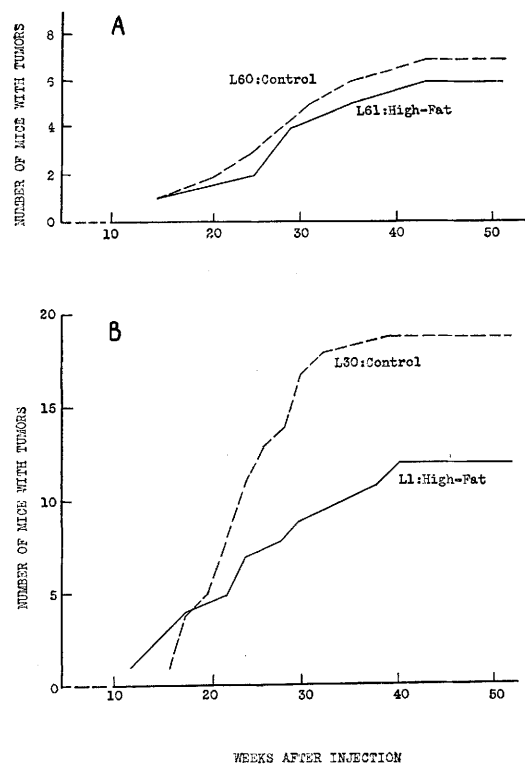 A
NUMBER OF MICE WITH TUMORS
8
6
4
2
0
L60:Control
L61:High-Fat
10 20 30 40 50
B
NUMBER OF MICE WITH TUMORS
20
15
10
5
0
L30:Control
L1:High-Fat
10 20 30 40 50
WEEKS AFTER INJECTION